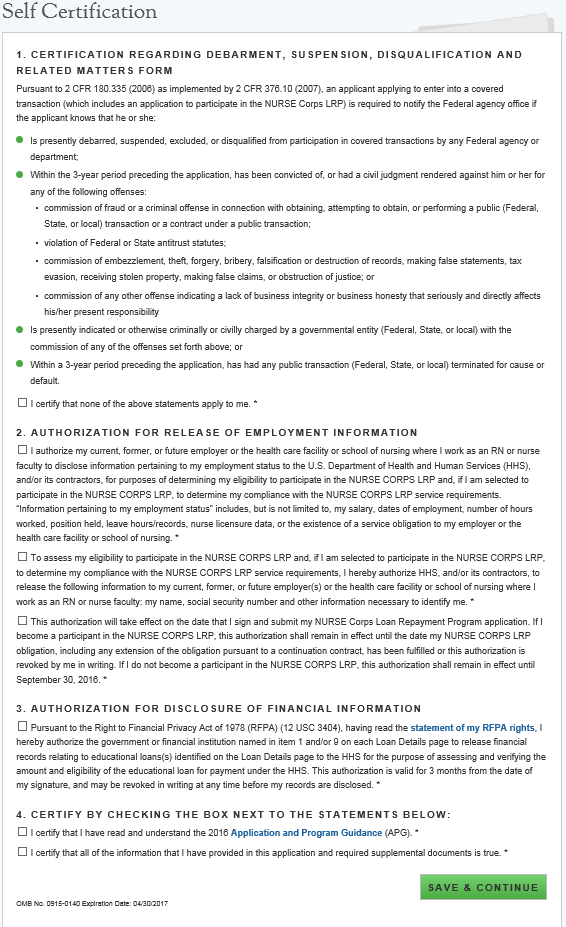 Self Certification
1. CERTIFICATION REGARDING DEBARMENT, SUSPENSION, DISQUALIFICATION AND
RELATED MATTERS FORM
Pursuant to 2 CFR 180.335 (2006) as implemented by 2 CFR 376.10 (2007), an applicant applying to enter into a covered
transaction (which includes an application to participate in the NURSE Corps LRP) is required to notify the Federal agency office if
the applicant knows that he or she:
Is presently debarred, suspended, excluded, or disqualified from participation in covered transactions by any Federal agency or
department;
Within the 3-year period preceding the application, has been convicted of, or had a civil judgment rendered against him or her for
any of the following offenses:
commission of fraud or a criminal offense in connection with obtaining, attempting to obtain, or performing a public (Federal,
State, or local) transaction or a contract under a public transaction;
violation of Federal or State antitrust statutes;
commission of embezzlement, theft, forgery, bribery, falsification or destruction of records, making false statements, tax
evasion, receiving stolen property, making false claims, or obstruction of justice; or
commission of any other offense indicating a lack of business integrity or business honesty that seriously and directly affects
his/her present responsibility
Is presently indicated or otherwise criminally or civilly charged by a governmental entity (Federal, State, or local) with the
commission of any of the offenses set forth above; or
Within a 3-year period preceding the application, has had any public transaction (Federal, State, or local) terminated for cause or
default.
I certify that none of the above statements apply to me. *
2. AUTHORIZATION FOR RELEASE OF EMPLOYMENT INFORMATION
I authorize my current, former, or future employer or the health care facility or school of nursing where I work as an RN or nurse
faculty to disclose information pertaining to my employment status to the U.S. Department of Health and Human Services (HHS),
and/or its contractors, for purposes of determining my eligibility to participate in the NURSE CORPS LRP and, if I am selected to
participate in the NURSE CORPS LRP, to determine my compliance with the NURSE CORPS LRP service requirements.
“Information pertaining to my employment status” includes, but is not limited to, my salary, dates of employment, number of hours
worked, position held, leave hours/records, nurse licensure data, or the existence of a service obligation to my employer or the
health care facility or school of nursing. *
To assess my eligibility to participate in the NURSE CORPS LRP and, if I am selected to participate in the NURSE CORPS LRP,
to determine my compliance with the NURSE CORPS LRP service requirements, I hereby authorize HHS, and/or its contractors, to
release the following information to my current, former, or future employer(s) or the health care facility or school of nursing where I
work as an RN or nurse faculty: my name, social security number and other information necessary to identify me. *
This authorization will take effect on the date that I sign and submit my NURSE Corps Loan Repayment Program application. If I
become a participant in the NURSE CORPS LRP, this authorization shall remain in effect until the date my NURSE CORPS LRP
obligation, including any extension of the obligation pursuant to a continuation contract, has been fulfilled or this authorization is
revoked by me in writing. If I do not become a participant in the NURSE CORPS LRP, this authorization shall remain in effect until
September 30, 2016. *
3. AUTHORIZATION FOR DISCLOSURE OF FINANCIAL INFORMATION
Pursuant to the Right to Financial Privacy Act of 1978 (RFPA) (12 USC 3404), having read the statement of my RFPA rights, I
hereby authorize the government or financial institution named in item 1 and/or 9 on each Loan Details page to release financial
records relating to educational loans(s) identified on the Loan Details page to the HHS for the purpose of assessing and verifying the
amount and eligibility of the educational loan for payment under the HHS. This authorization is valid for 3 months from the date of
my signature, and may be revoked in writing at any time before my records are disclosed. *
4. CERTIFY BY CHECKING THE BOX NEXT TO THE STATEMENTS BELOW:
I certify that I have read and understand the 2016 Application and Program Guidance (APG). *
I certify that all of the information that I have provided in this application and required supplemental documents is true. *
SAVE & CONTINUE
OMB No. 0915-0140 Expiration Date: 04/30/2017